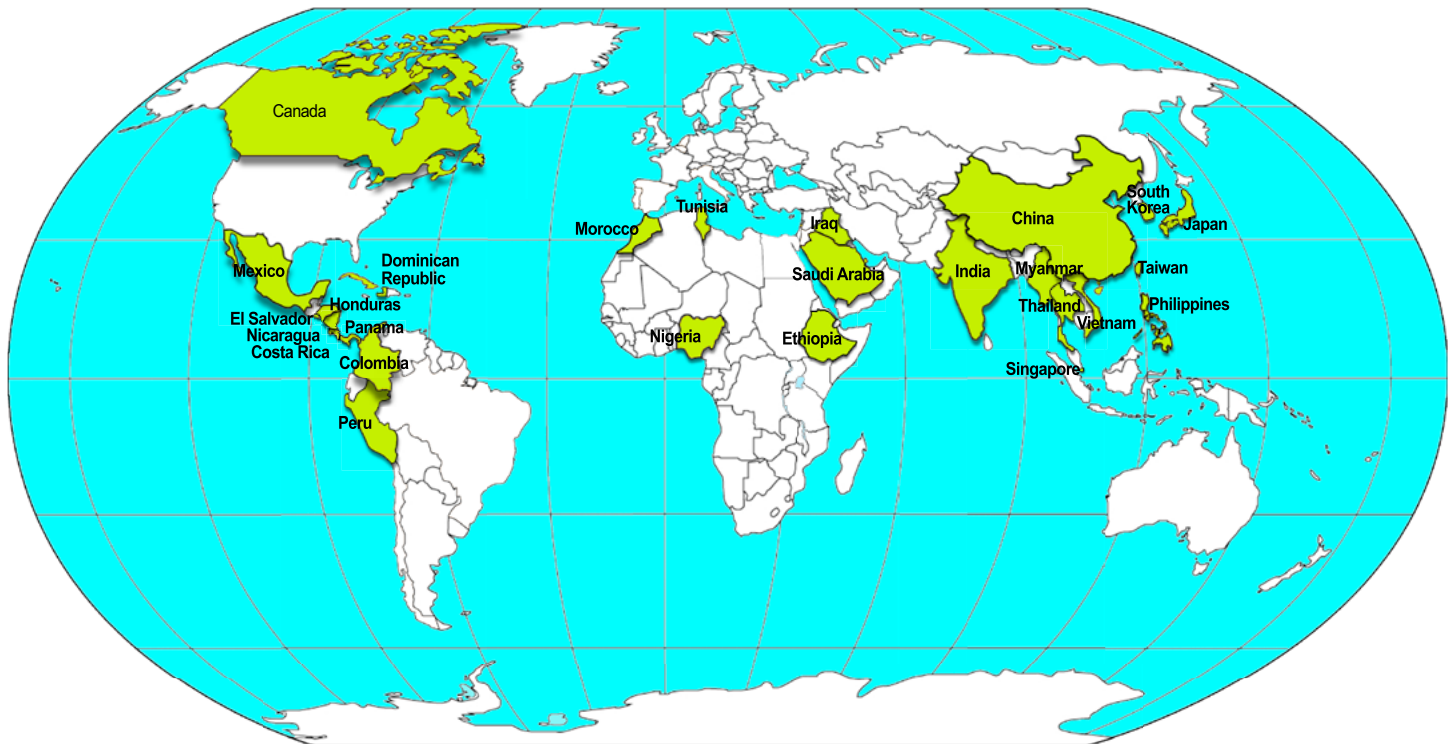 Canada
Tunisia
Morocco
Iraq
South
Korea
China
Japan
Mexico
Dominican
Republic
Saudi Arabia
India
Myanmar
Taiwan
Honduras
El Salvador
Nicaragua
Panama
Costa Rica
Thailand
Philippines
Vietnam
Nigeria
Ethiopia
Colombia
Singapore
Peru